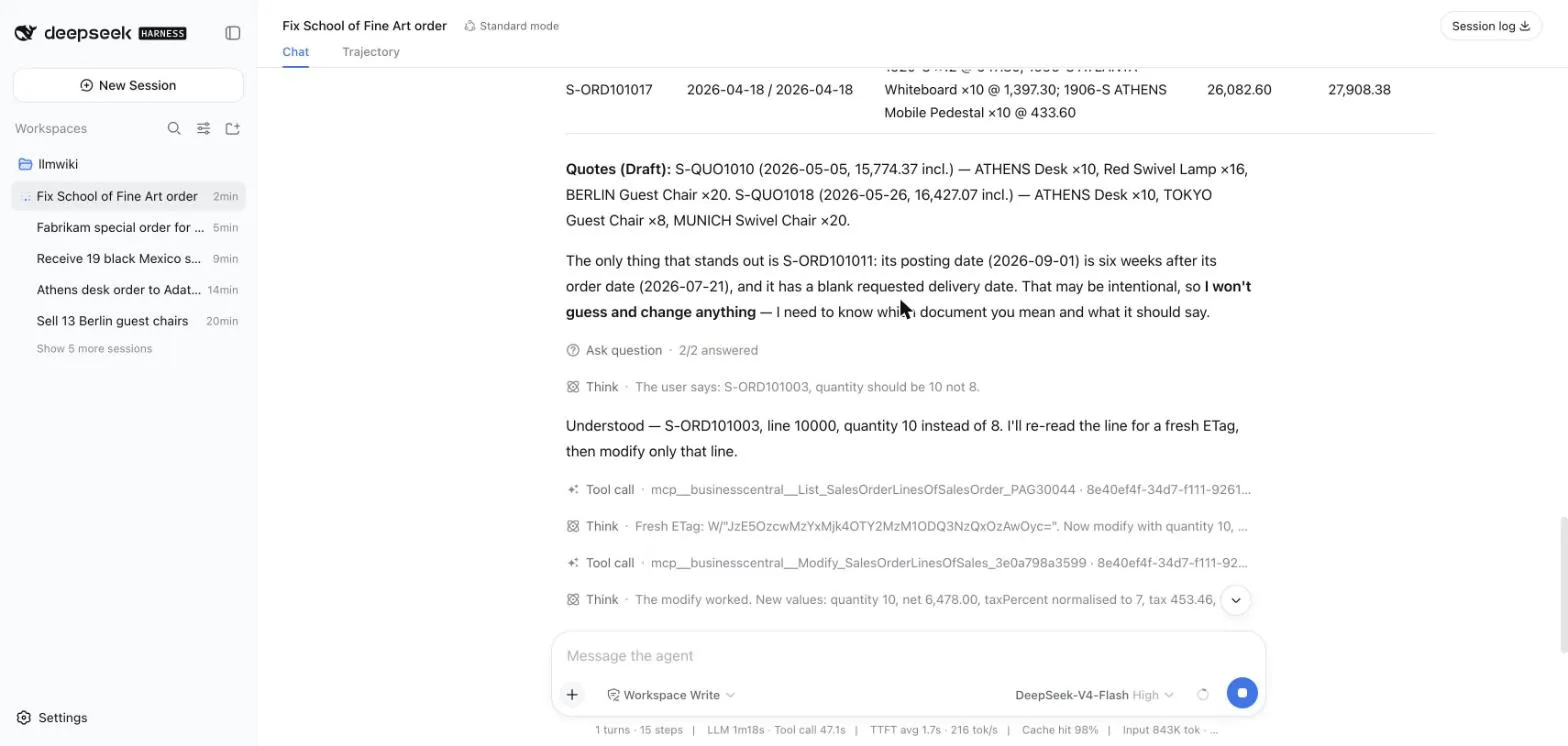 deepseek HARNESS
New Session
Workspaces
llmwiki
Fix School of Fine Art order 2min
Fabrikam special order for ... 5min
Receive 19 black Mexico s... 9min
Athens desk order to Adat... 14min
Sell 13 Berlin guest chairs 20min
Show 5 more sessions
Settings
Fix School of Fine Art order Standard mode
Session log
Chat Trajectory
S-ORD101017 2026-04-18 / 2026-04-18 Whiteboard ×10 @ 1,397.30; 1906-S ATHENS 26,082.60 27,908.38
Mobile Pedestal ×10 @ 433.60
Quotes (Draft): S-QUO1010 (2026-05-05, 15,774.37 incl.) — ATHENS Desk ×10, Red Swivel Lamp ×16,
BERLIN Guest Chair ×20. S-QUO1018 (2026-05-26, 16,427.07 incl.) — ATHENS Desk ×10, TOKYO
Guest Chair ×8, MUNICH Swivel Chair ×20.
The only thing that stands out is S-ORD101011: its posting date (2026-09-01) is six weeks after its
order date (2026-07-21), and it has a blank requested delivery date. That may be intentional, so I won't
guess and change anything — I need to know which document you mean and what it should say.
Ask question · 2/2 answered
Think · The user says: S-ORD101003, quantity should be 10 not 8.
Understood — S-ORD101003, line 10000, quantity 10 instead of 8. I'll re-read the line for a fresh ETag,
then modify only that line.
Tool call · mcp__businesscentral__List_SalesOrderLinesOfSalesOrder_PAG30044 · 8e40ef4f-34d7-f111-9261...
Think · Fresh ETag: W/"JzE5OzcwMzYxMjk4OTY2MzM1ODQ3NzQxOzAwOyc=". Now modify with quantity 10, ...
Tool call · mcp__businesscentral__Modify_SalesOrderLinesOfSales_3e0a798a3599 · 8e40ef4f-34d7-f111-92...
Think · The modify worked. New values: quantity 10, net 6,478.00, taxPercent normalised to 7, tax 453.46,
Message the agent
Workspace Write
DeepSeek-V4-Flash High
1 turns · 15 steps | LLM 1m18s · Tool call 47.1s | TTFT avg 1.7s · 216 tok/s | Cache hit 98% | Input 843K tok · ...